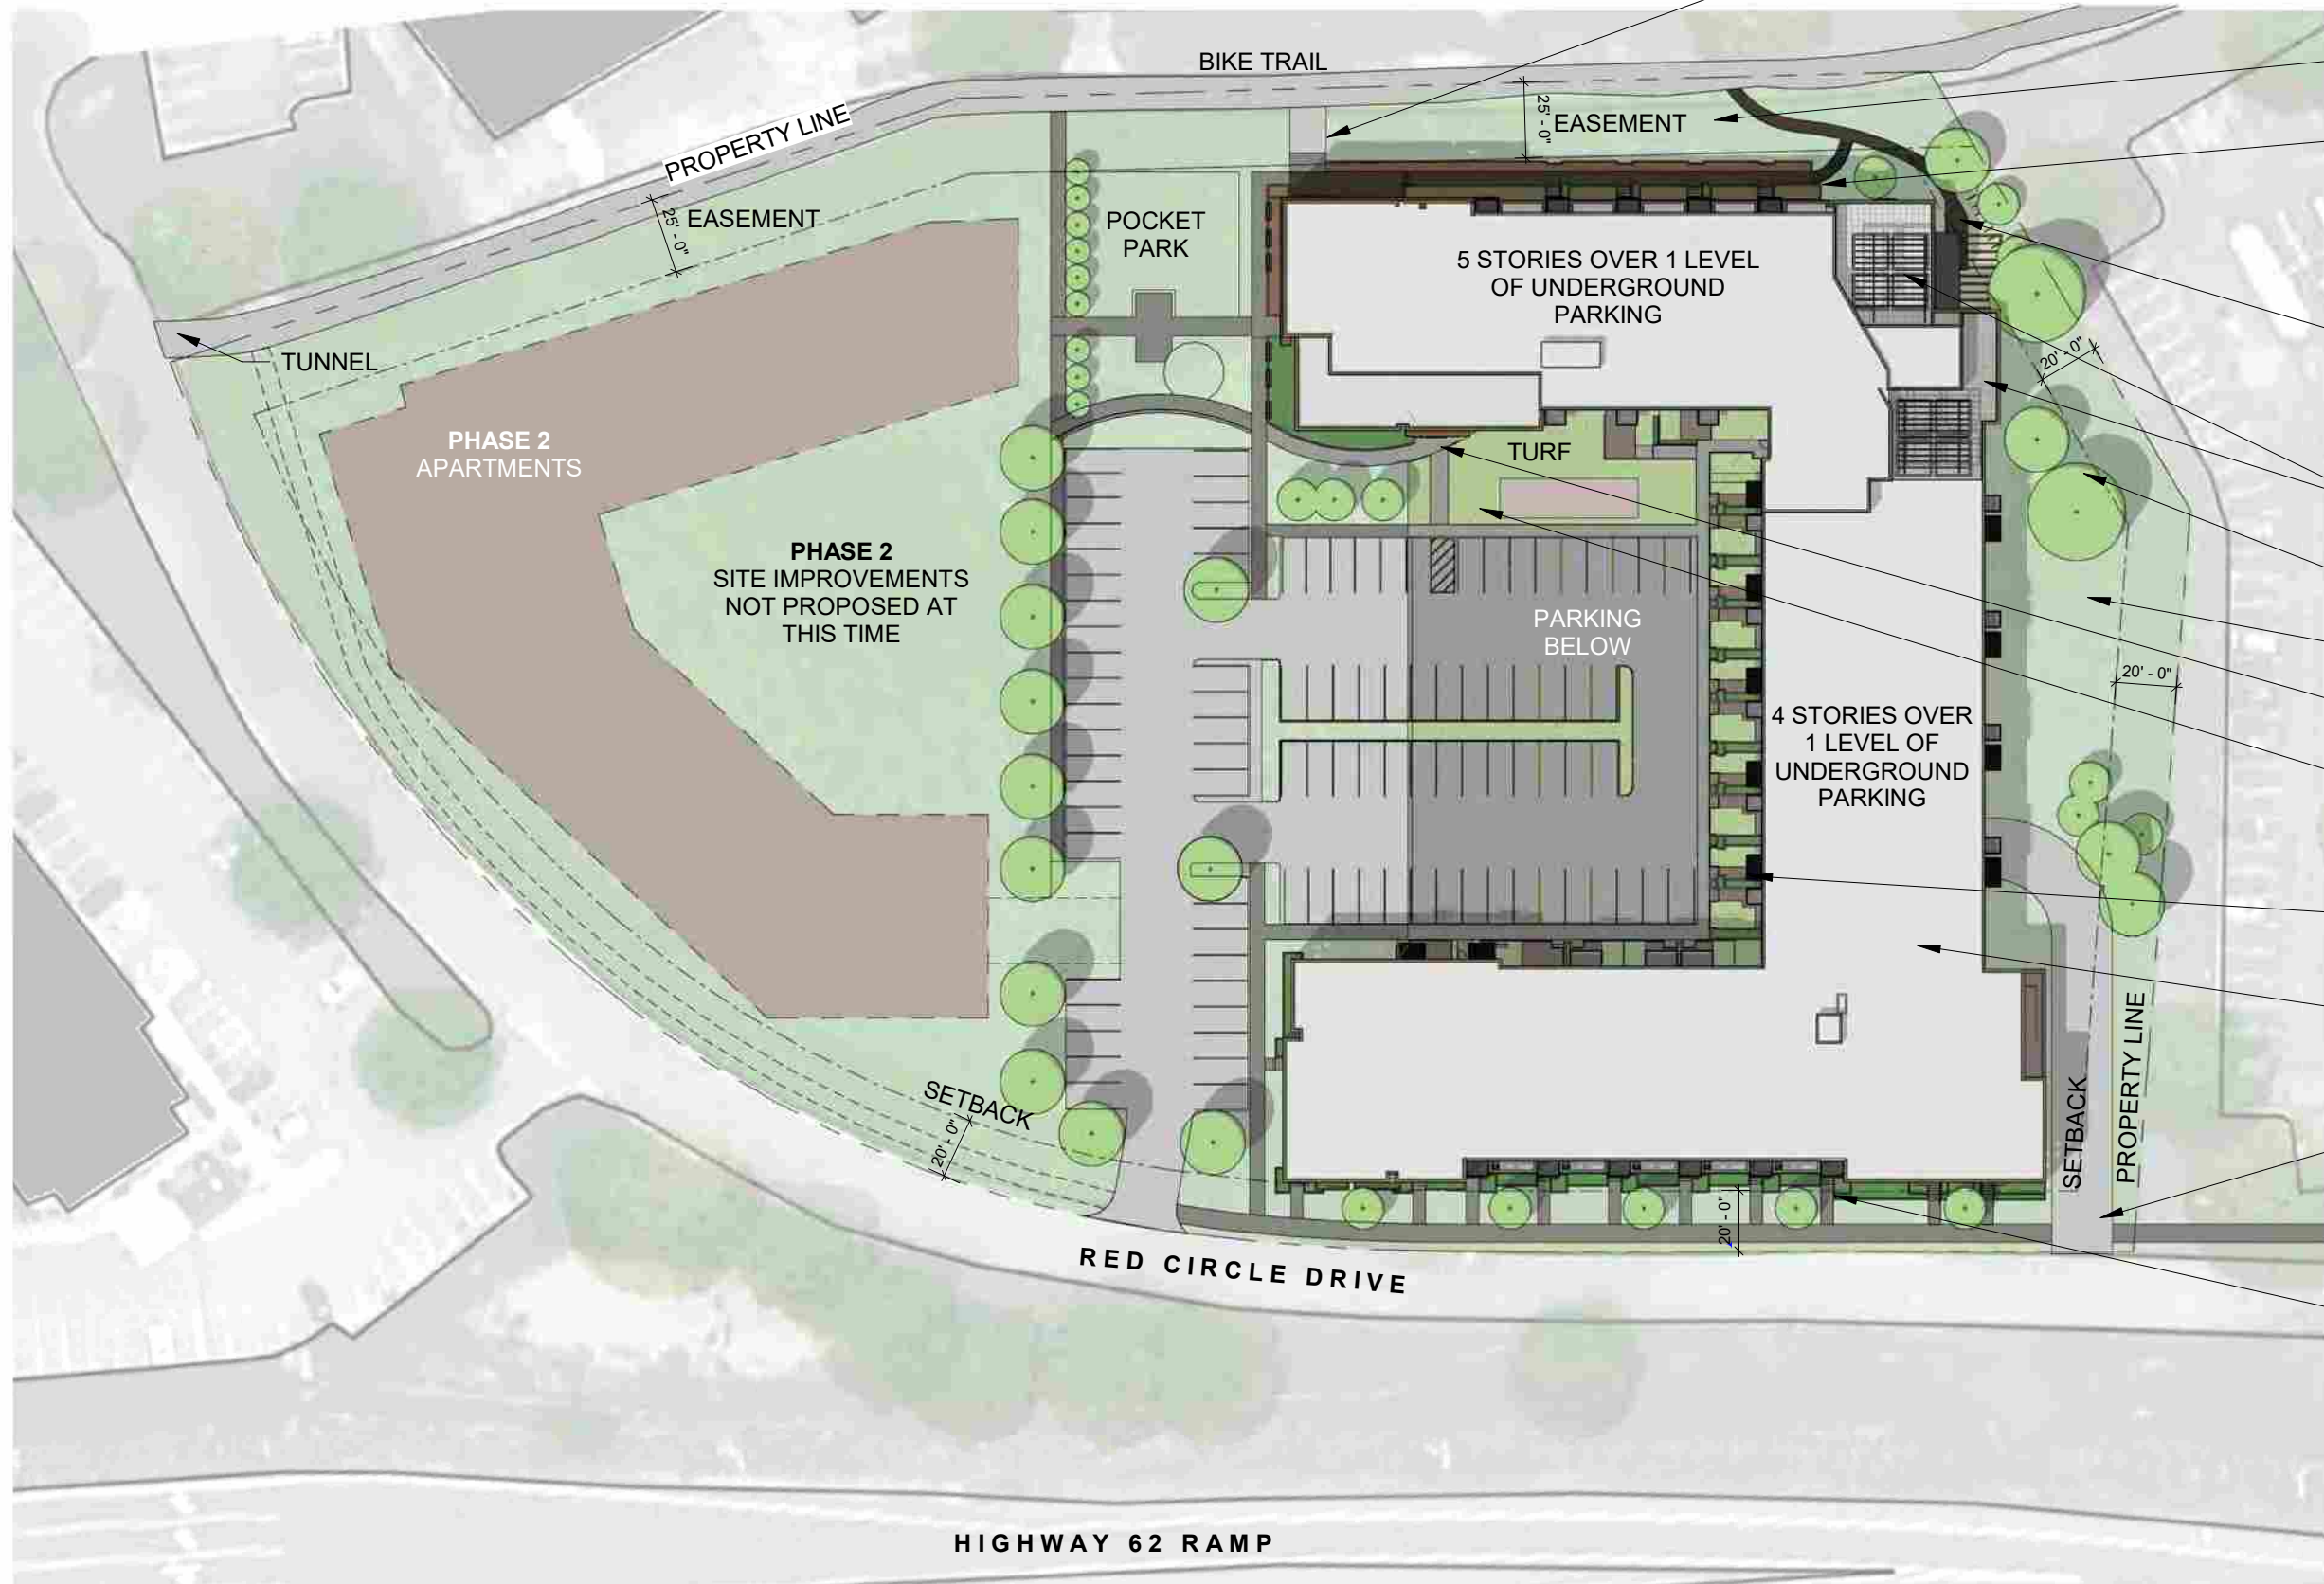 BIKE TRAIL
PROPERTY LINE
25' - 0"
EASEMENT
25' - 0"
EASEMENT
POCKET
PARK
5 STORIES OVER 1 LEVEL
OF UNDERGROUND
PARKING
TUNNEL
20' - 0"
PHASE 2
APARTMENTS
TURF
PHASE 2
SITE IMPROVEMENTS
NOT PROPOSED AT
THIS TIME
PARKING
BELOW
20' - 0"
4 STORIES OVER
1 LEVEL OF
UNDERGROUND
PARKING
SETBACK
20' - 0"
SETBACK
PROPERTY LINE
20' - 0"
RED CIRCLE DRIVE
HIGHWAY 62 RAMP